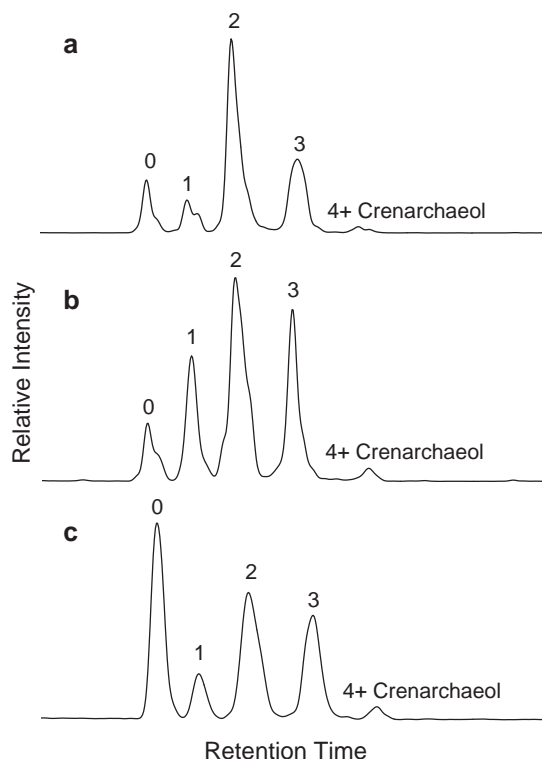 a
0
1
2
3
4+ Crenarchaeol
b
0
1
2
3
4+ Crenarchaeol
c
0
1
2
3
4+ Crenarchaeol
Relative Intensity
Retention Time